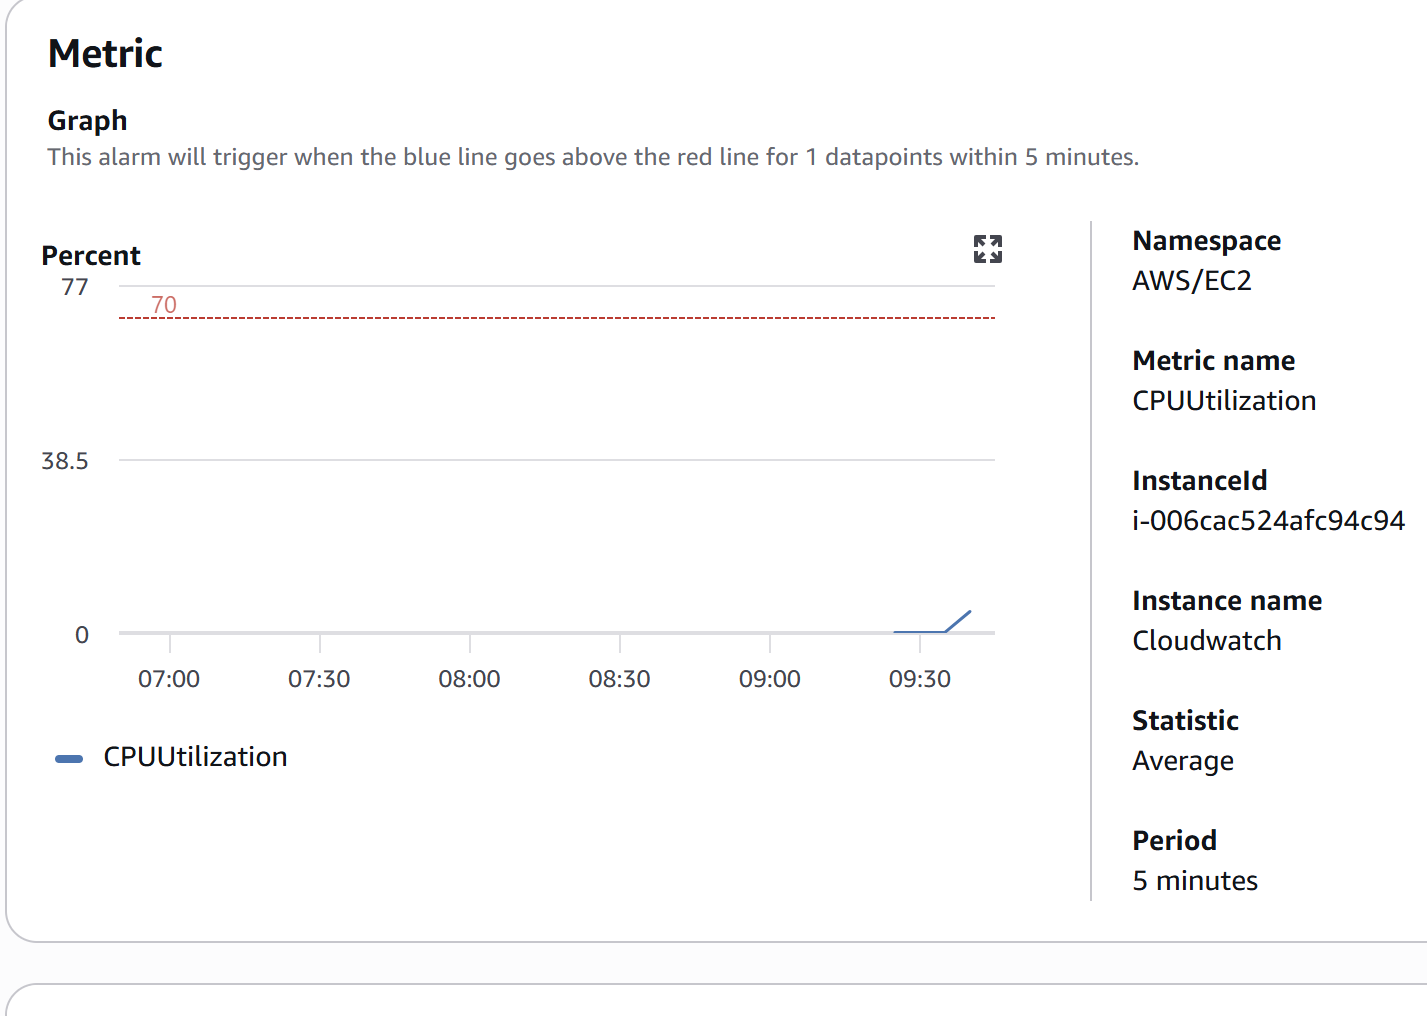 Metric
Graph
This alarm will trigger when the blue line goes above the red line for 1 datapoints within 5 minutes.
Percent
77
70
38.5
0
07:00 07:30 08:00 08:30 09:00 09:30
CPUUtilization
Namespace
AWS/EC2
Metric name
CPUUtilization
InstanceId
i-006cac524afc94c94
Instance name
Cloudwatch
Statistic
Average
Period
5 minutes